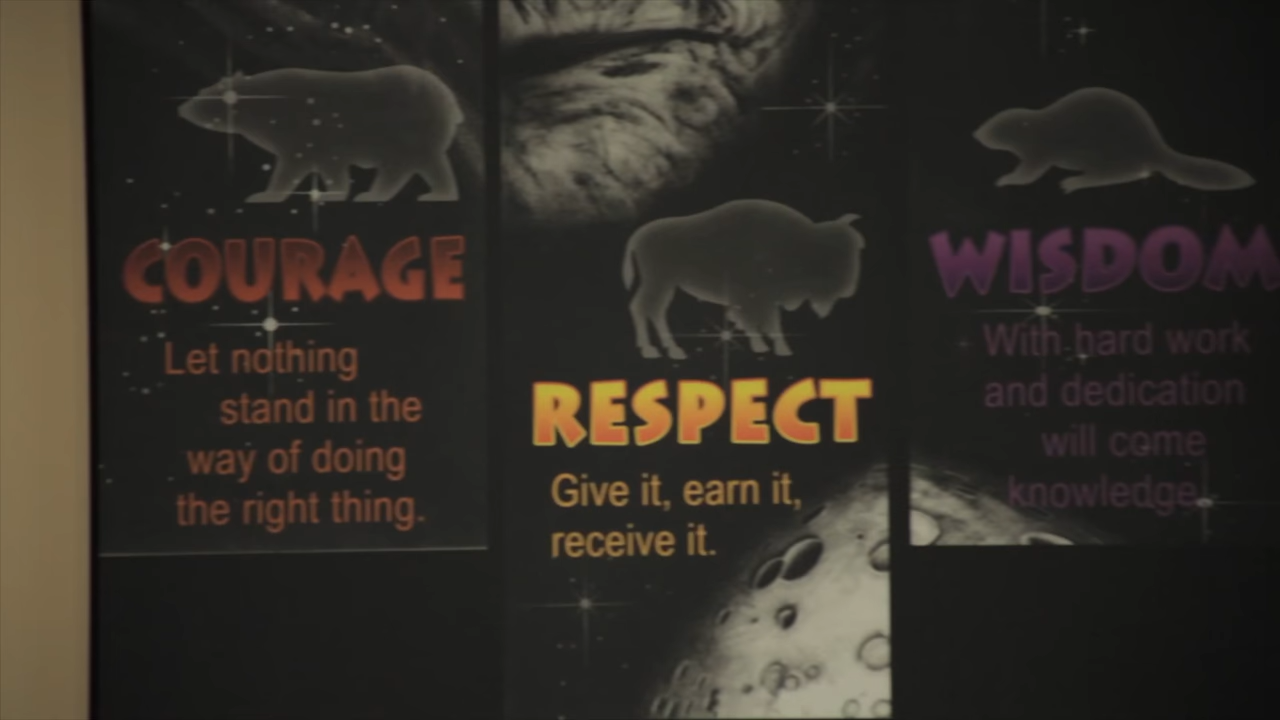 COURAGE
Let nothing
stand in the
way of doing
the right thing.
RESPECT
Give it, earn it,
receive it.
WISDOM
With hard work
and dedication
will come
knowledge